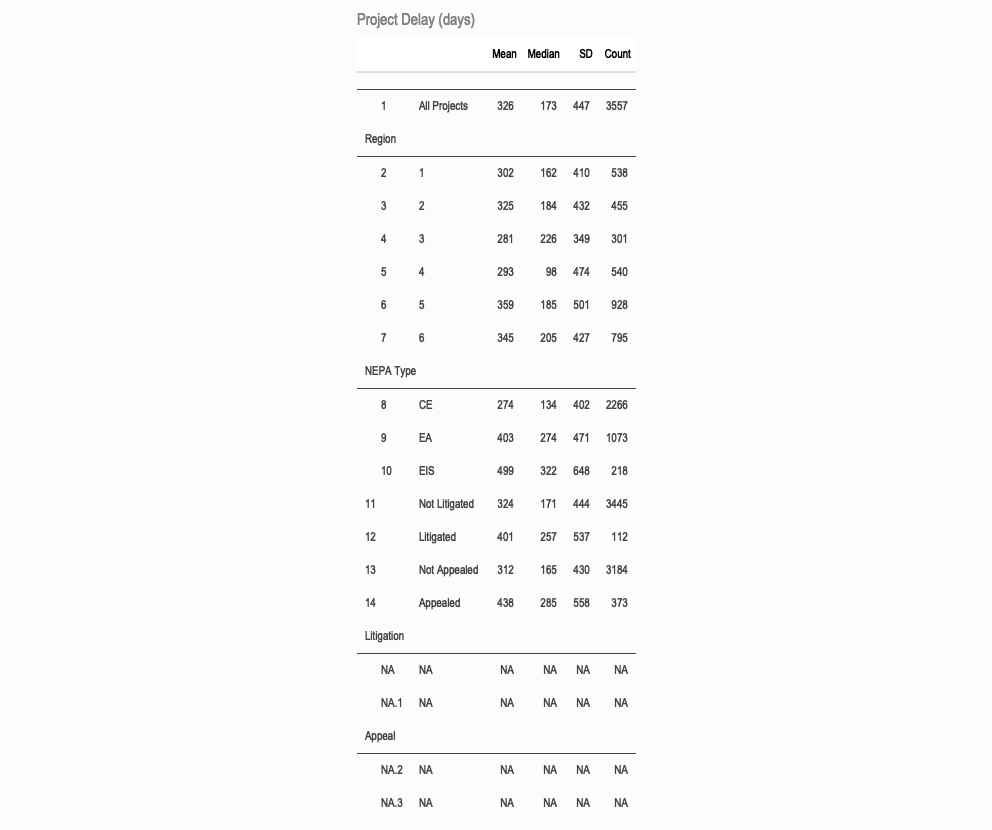 Project Delay (days)
Mean Median SD Count
1 All Projects 326 173 447 3557
Region
2 1 302 162 410 538
3 2 325 184 432 455
4 3 281 226 349 301
5 4 293 98 474 540
6 5 359 185 501 928
7 6 345 205 427 795
NEPA Type
8 CE 274 134 402 2266
9 EA 403 274 471 1073
10 EIS 499 322 648 218
11 Not Litigated 324 171 444 3445
12 Litigated 401 257 537 112
13 Not Appealed 312 165 430 3184
14 Appealed 438 285 558 373
Litigation
NA NA NA NA NA NA
NA.1 NA NA NA NA NA
Appeal
NA.2 NA NA NA NA NA
NA.3 NA NA NA NA NA